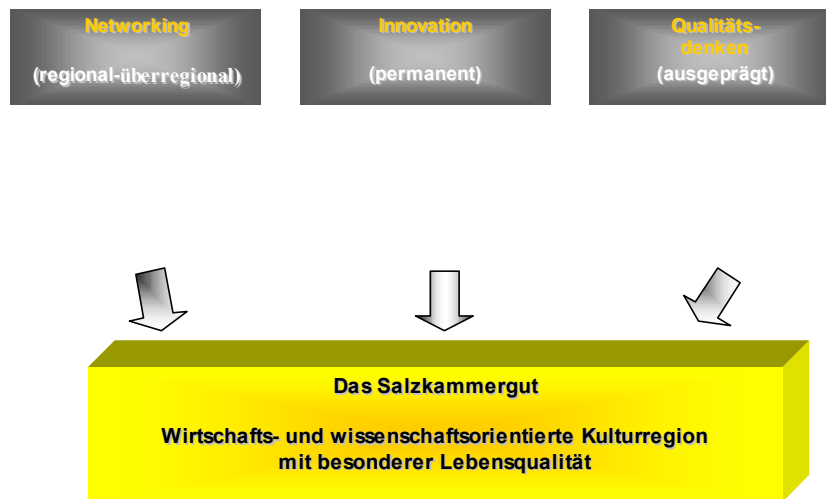 Networking
(regional-überregional)
Innovation
(permanent)
Qualitäts-
denken
(ausgeprägt)
Das Salzkammergut
Wirtschafts- und wissenschaftsorientierte Kulturregion
mit besonderer Lebensqualität